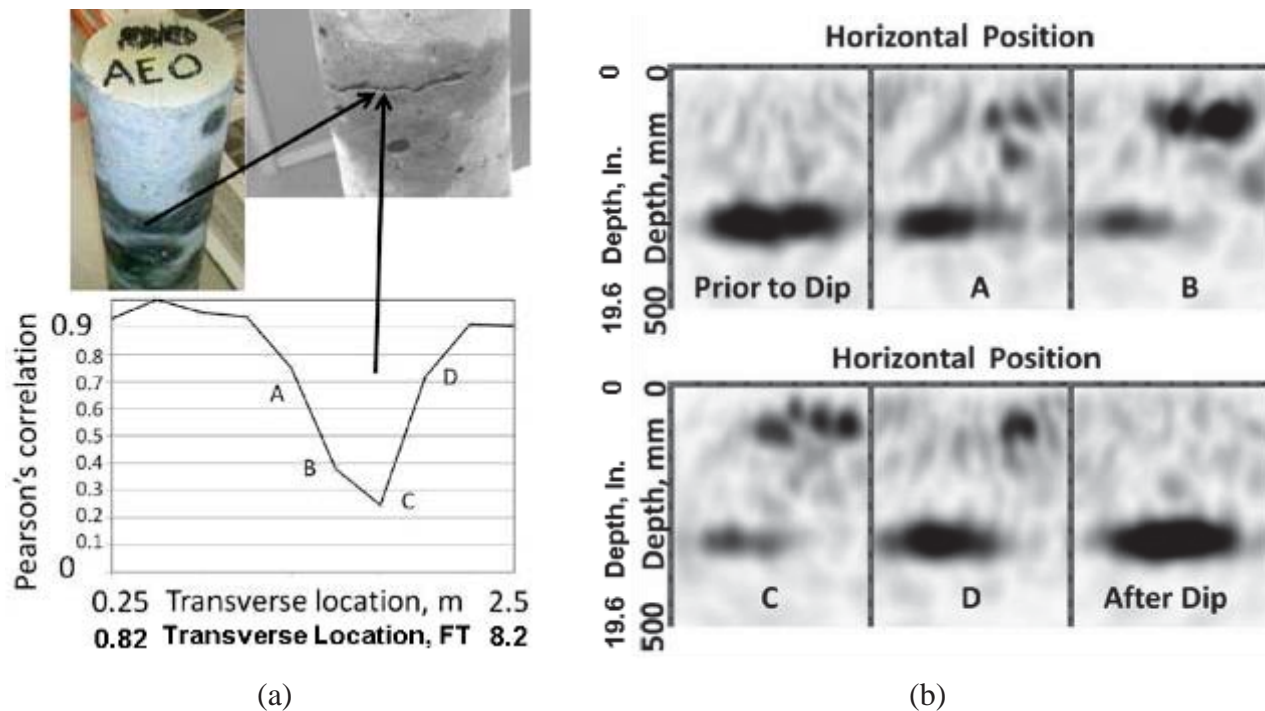 AEO
Pearson's correlation
0.9
0.8
0.7
0.6
0.5
0.4
0.3
0.2
0.1
0
A
B
C
D
0.25 Transverse location, m 2.5
0.82 Transverse Location, FT 8.2
(a)
Horizontal Position
0
19.6 Depth, In.
0
500 Depth, mm
Prior to Dip
A
B
Horizontal Position
0
19.6 Depth, In.
0
500 Depth, mm
C
D
After Dip
(b)